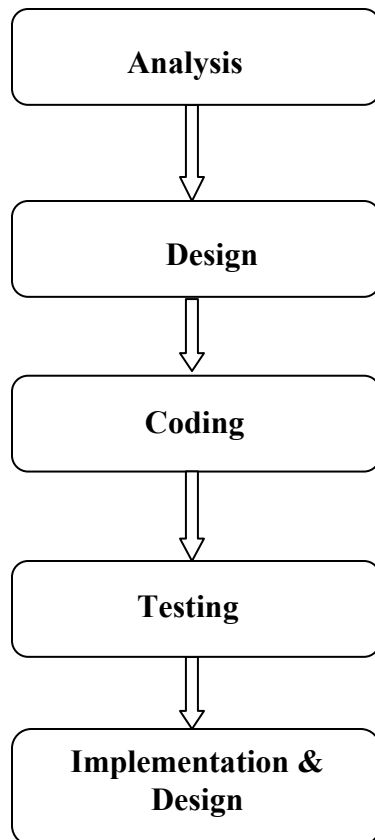 Analysis
Design
Coding
Testing
Implementation &
Design